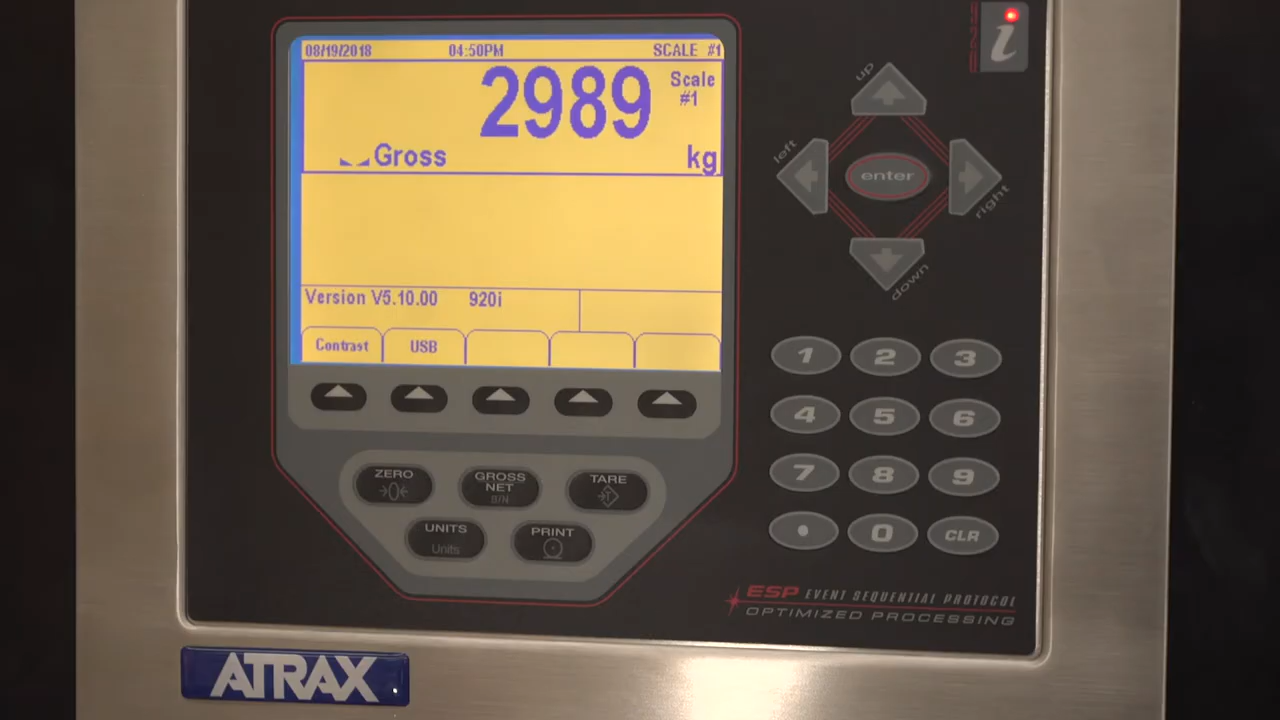 08/19/2018 04:50PM SCALE #1
2989
Scale
#1
Gross
kg
Version V5.10.00 920i
Contrast USB
ZERO
GROSS
NET
B/N
TARE
T
UNITS
Units
PRINT
i
up
left
enter
right
down
1 2 3
4 5 6
7 8 9
. 0 CLR
ESP EVENT SEQUENTIAL PROTOCOL
OPTIMIZED PROCESSING
ATRAX